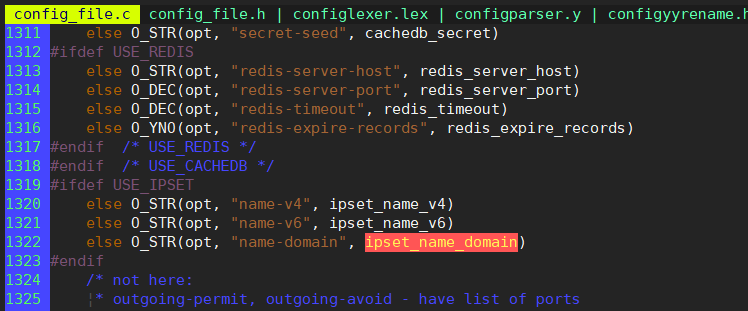 config_file.c config_file.h | configlexer.lex | configparser.y | configyyrename.h
1311 else O_STR(opt, "secret-seed", cachedb_secret)
1312 #ifdef USE_REDIS
1313 else O_STR(opt, "redis-server-host", redis_server_host)
1314 else O_DEC(opt, "redis-server-port", redis_server_port)
1315 else O_DEC(opt, "redis-timeout", redis_timeout)
1316 else O_YNO(opt, "redis-expire-records", redis_expire_records)
1317 #endif /* USE_REDIS */
1318 #endif /* USE_CACHEDB */
1319 #ifdef USE_IPSET
1320 else O_STR(opt, "name-v4", ipset_name_v4)
1321 else O_STR(opt, "name-v6", ipset_name_v6)
1322 else O_STR(opt, "name-domain", ipset_name_domain)
1323 #endif
1324 /* not here:
1325 ¦* outgoing-permit, outgoing-avoid - have list of ports